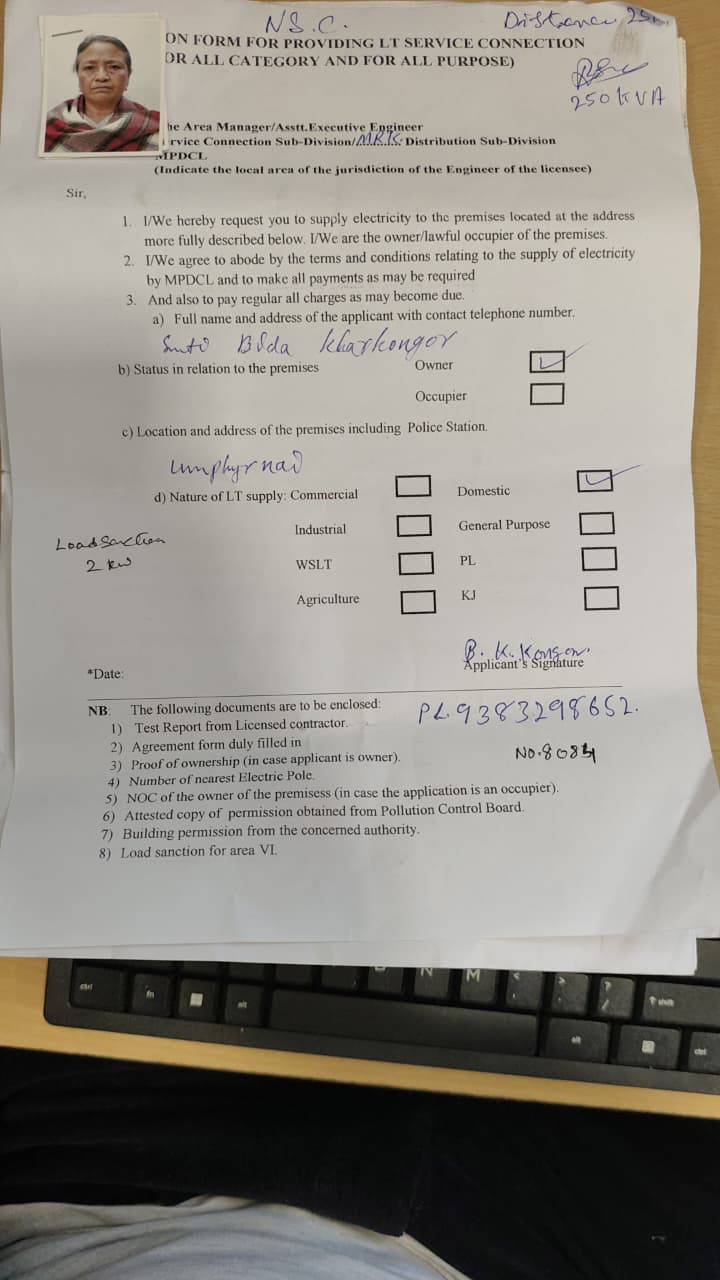 N.S.C.
Distance 25m
ON FORM FOR PROVIDING LT SERVICE CONNECTION
OR ALL CATEGORY AND FOR ALL PURPOSE)
250 KVA
he Area Manager/Asstt.Executive Engineer
rvice Connection Sub-Division/MRK Distribution Sub-Division
MPDCL
(Indicate the local area of the jurisdiction of the Engineer of the licensee)
Sir,
1. I/We hereby request you to supply electricity to the premises located at the address
more fully described below. I/We are the owner/lawful occupier of the premises.
2. I/We agree to abode by the terms and conditions relating to the supply of electricity
by MPDCL and to make all payments as may be required
3. And also to pay regular all charges as may become due.
a) Full name and address of the applicant with contact telephone number.
Kharkongor
b) Status in relation to the premises Owner
Occupier
c) Location and address of the premises including Police Station.
umphyrnai
d) Nature of LT supply: Commercial Domestic
Industrial General Purpose
Load Sanction
2 kw
WSLT PL
Agriculture KJ
B. K. Kongor.
*Date: Applicant's Signature
NB: The following documents are to be enclosed:
1) Test Report from Licensed contractor.
9383298652.
2) Agreement form duly filled in
3) Proof of ownership (in case applicant is owner).
4) Number of nearest Electric Pole.
5) NOC of the owner of the premisess (in case the application is an occupier).
6) Attested copy of permission obtained from Pollution Control Board.
7) Building permission from the concerned authority.
8) Load sanction for area VI.
ctrl fn alt N M < > ? / shift
alt ctrl